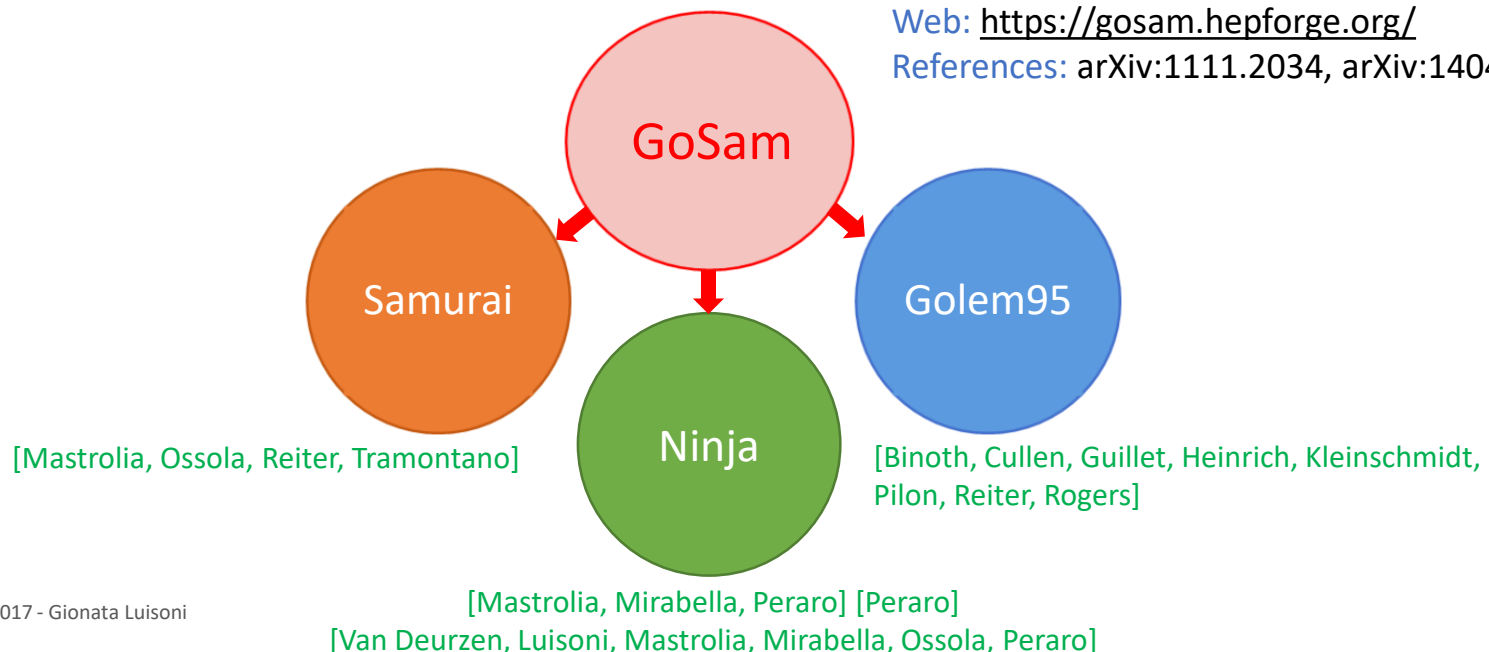 Web: https://gosam.hepforge.org/
References: arXiv:1111.2034, arXiv:1404
GoSam
Samurai
Golem95
Ninja
[Mastrolia, Ossola, Reiter, Tramontano]
[Binoth, Cullen, Guillet, Heinrich, Kleinschmidt,
Pilon, Reiter, Rogers]
[Mastrolia, Mirabella, Peraro] [Peraro]
[Van Deurzen, Luisoni, Mastrolia, Mirabella, Ossola, Peraro]
017 - Gionata Luisoni